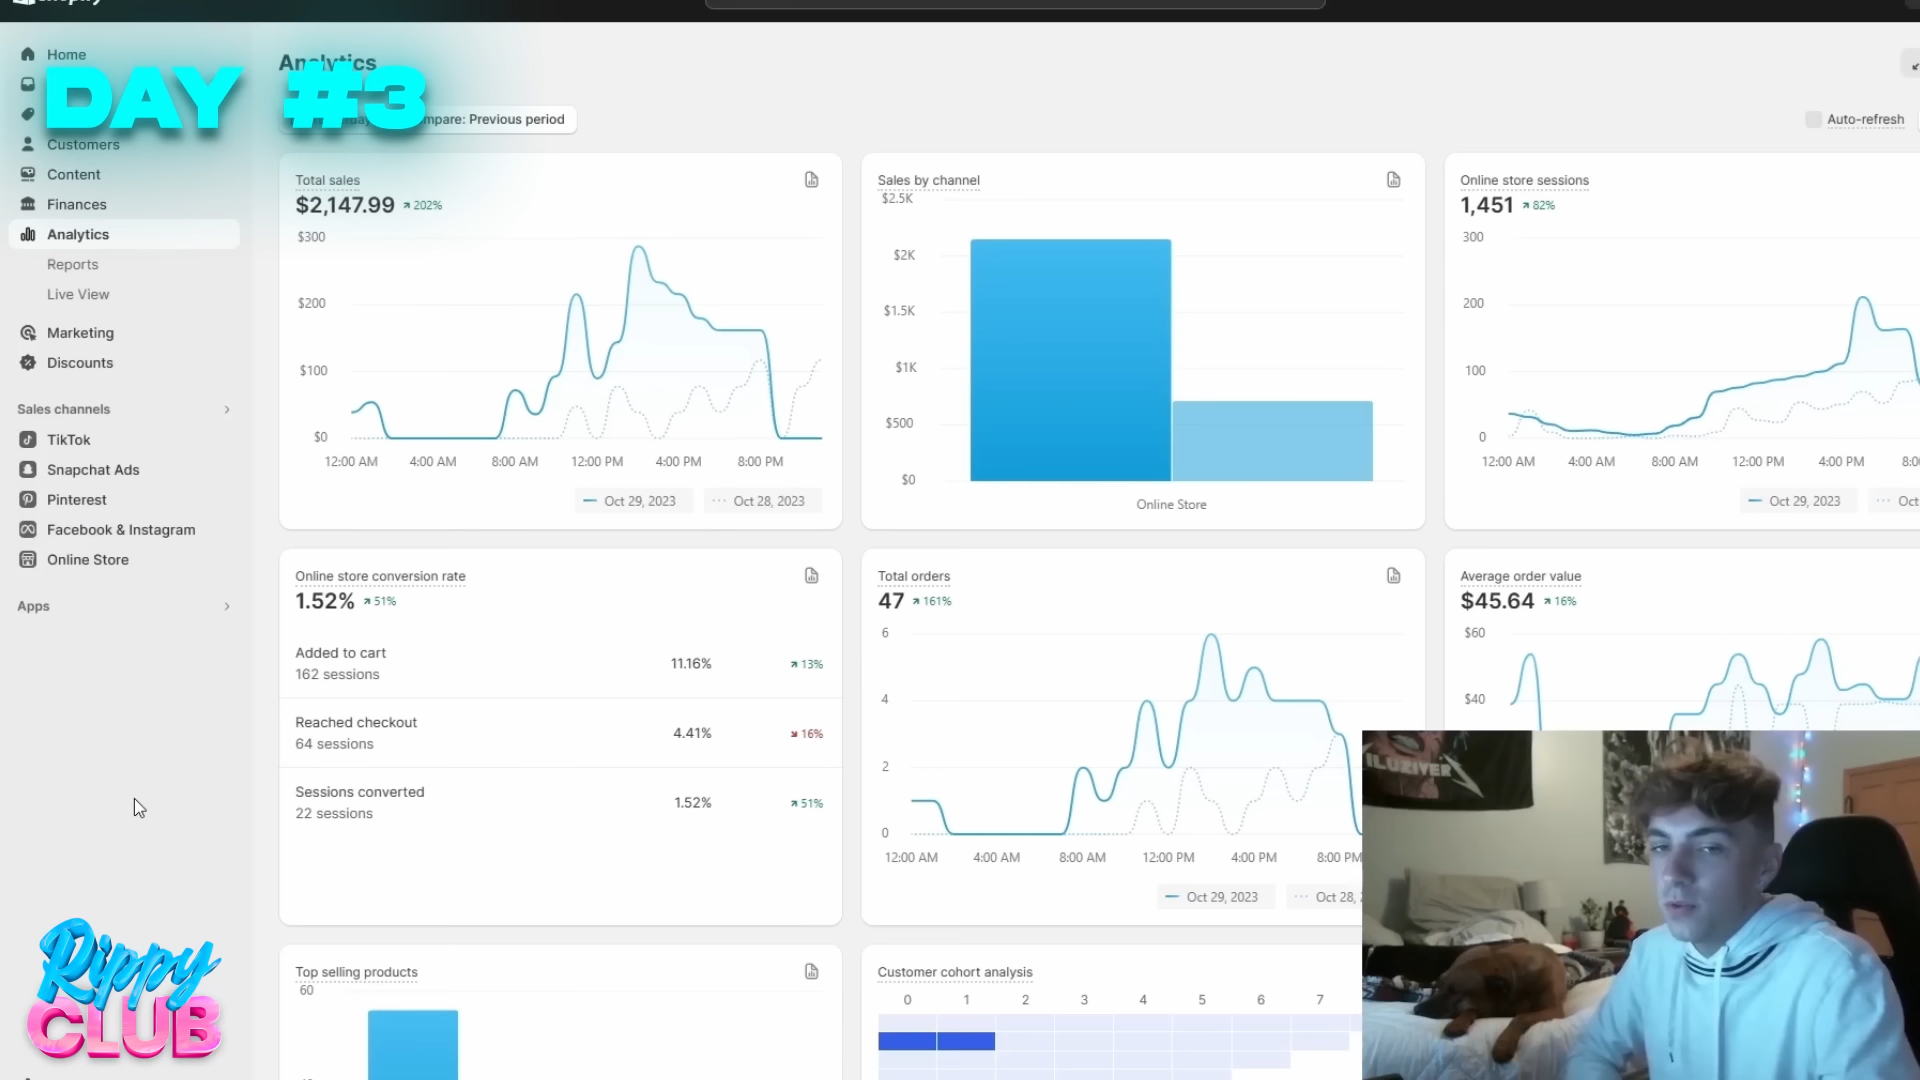 Home
DAY #3
Analytics
Compare: Previous period
Auto-refresh
Customers
Content
Finances
Analytics
Reports
Live View
Marketing
Discounts
Sales channels
TikTok
Snapchat Ads
Pinterest
Facebook & Instagram
Online Store
Apps
Rippy
CLUB
Total sales
$2,147.99 202%
$300
$200
$100
$0
12:00 AM 4:00 AM 8:00 AM 12:00 PM 4:00 PM 8:00 PM
Oct 29, 2023 Oct 28, 2023
Sales by channel
$2.5K
$2K
$1.5K
$1K
$500
$0
Online Store
Online store sessions
1,451 82%
300
200
100
0
12:00 AM 4:00 AM 8:00 AM 12:00 PM 4:00 PM 8:0
Oct 29, 2023 Oct
Online store conversion rate
1.52% 51%
Added to cart
162 sessions
11.16% 13%
Reached checkout
64 sessions
4.41% 16%
Sessions converted
22 sessions
1.52% 51%
Total orders
47 161%
6
4
2
0
12:00 AM 4:00 AM 8:00 AM 12:00 PM 4:00 PM 8:00 PM
Oct 29, 2023 Oct 28,
Average order value
$45.64 16%
$60
$40
ILUZIVER
Top selling products
60
Customer cohort analysis
0 1 2 3 4 5 6 7